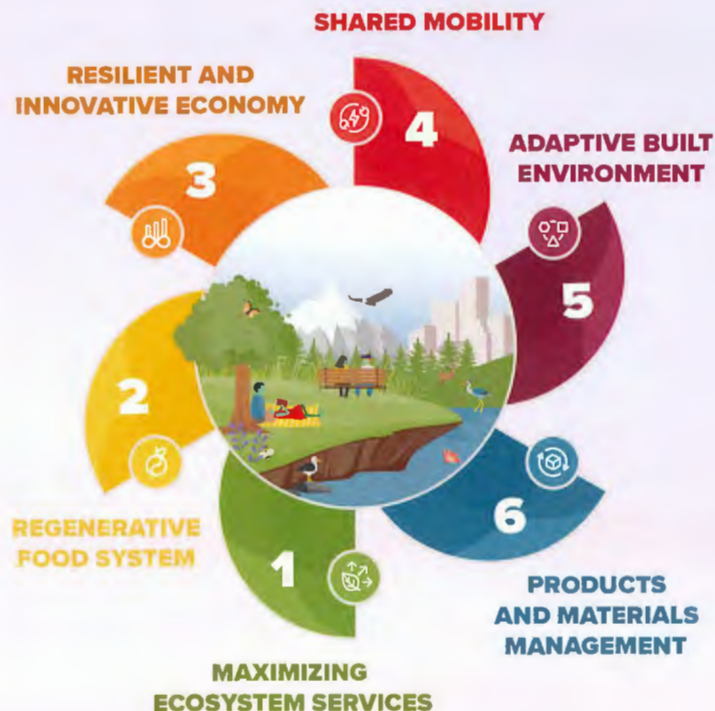 SHARED MOBILITY
4
RESILIENT AND
INNOVATIVE ECONOMY
3
ADAPTIVE BUILT
ENVIRONMENT
5
2
REGENERATIVE
FOOD SYSTEM
6
PRODUCTS
AND MATERIALS
MANAGEMENT
1
MAXIMIZING
ECOSYSTEM SERVICES